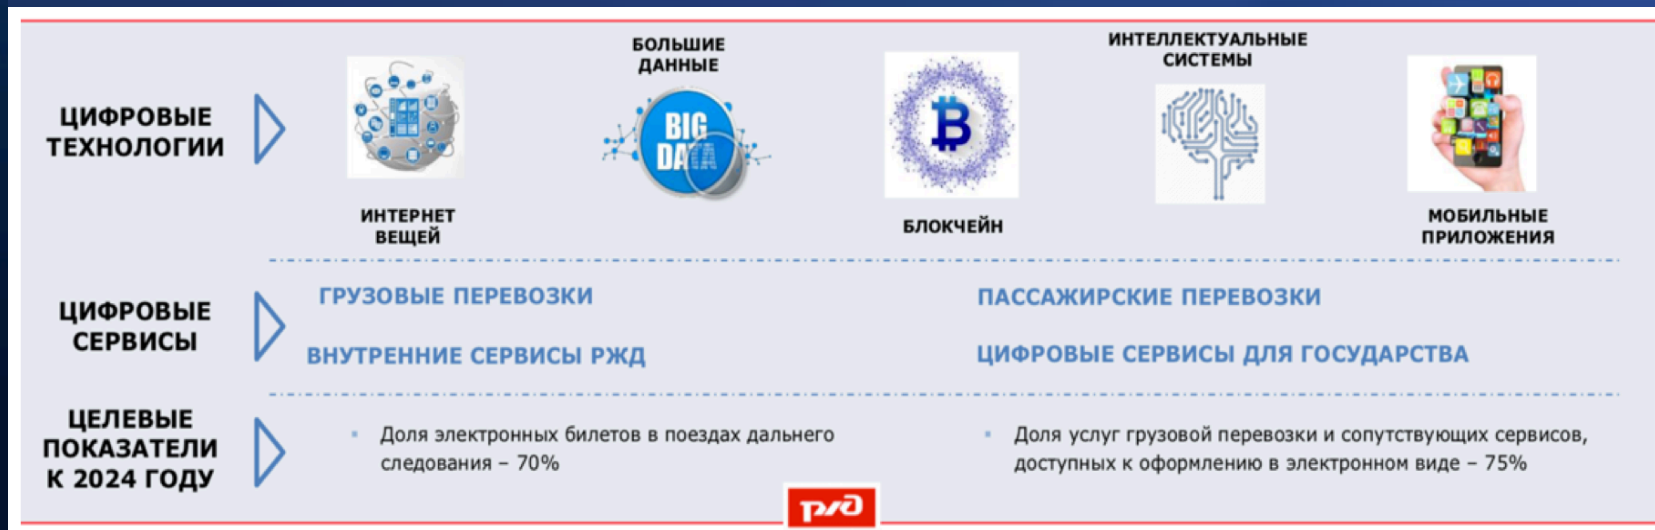 ЦИФРОВЫЕ
ТЕХНОЛОГИИ
ИНТЕРНЕТ
ВЕЩЕЙ
БОЛЬШИЕ
ДАННЫЕ
BIG
DATA
B
БЛОКЧЕЙН
ИНТЕЛЛЕКТУАЛЬНЫЕ
СИСТЕМЫ
МОБИЛЬНЫЕ
ПРИЛОЖЕНИЯ
ЦИФРОВЫЕ
СЕРВИСЫ
ГРУЗОВЫЕ ПЕРЕВОЗКИ
ПАССАЖИРСКИЕ ПЕРЕВОЗКИ
ВНУТРЕННИЕ СЕРВИСЫ РЖД
ЦИФРОВЫЕ СЕРВИСЫ ДЛЯ ГОСУДАРСТВА
ЦЕЛЕВЫЕ
ПОКАЗАТЕЛИ
К 2024 ГОДУ
▪ Доля электронных билетов в поездах дальнего
следования – 70%
▪ Доля услуг грузовой перевозки и сопутствующих сервисов,
доступных к оформлению в электронном виде – 75%
РЖД